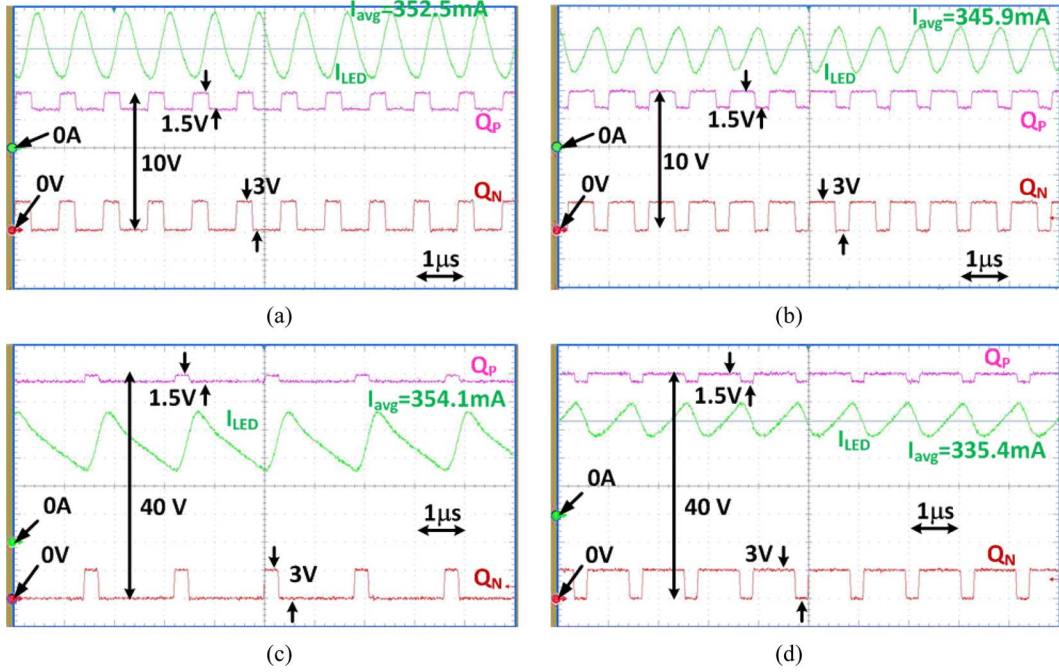 I_avg=352.5mA
I_LED
1.5V
Q_P
0A
10V
0V
3V
Q_N
1μs
(a)
I_avg=345.9mA
I_LED
1.5V
Q_P
0A
10 V
0V
3V
Q_N
1μs
(b)
Q_P
1.5V
I_avg=354.1mA
I_LED
0A
40 V
1μs
0V
3V
Q_N
(c)
Q_P
1.5V
I_LED
I_avg=335.4mA
0A
40 V
1μs
0V
3V
Q_N
(d)